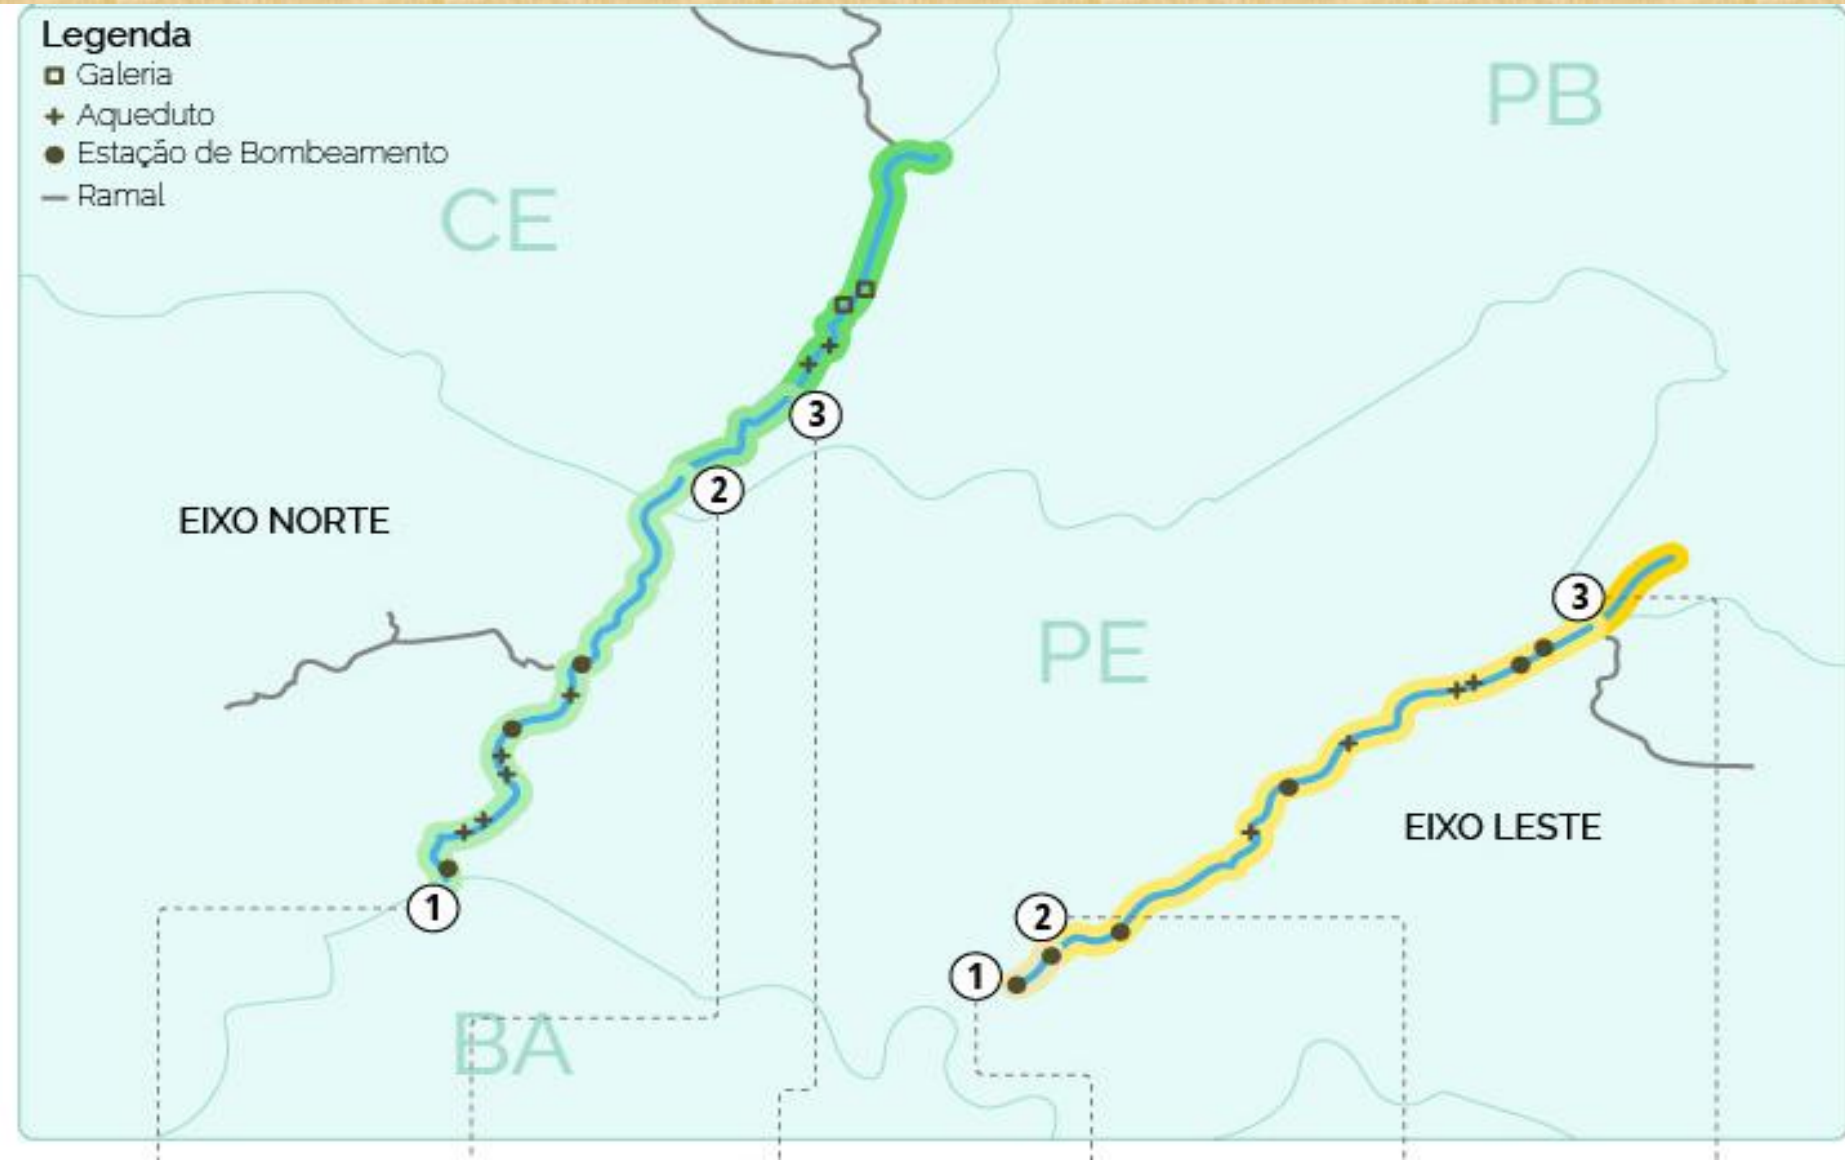 Legenda
Galeria
Aqueduto
Estação de Bombeamento
Ramal
PB
CE
3
2
EIXO NORTE
3
PE
EIXO LESTE
1
2
1
BA